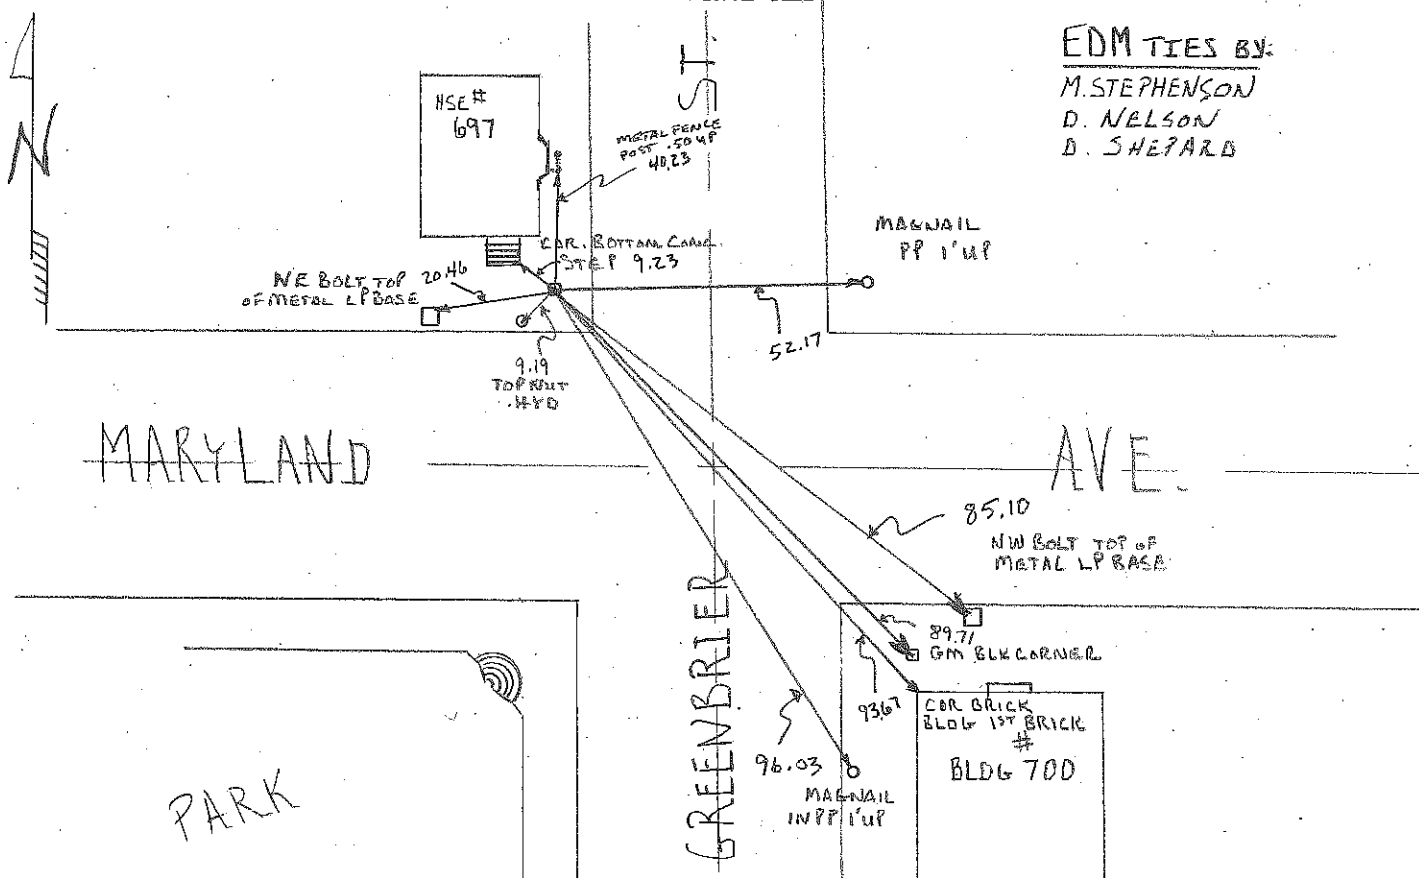 EDM TIES BY:
M. STEPHENSON
D. NELSON
D. SHEPARD
N
HSE #
697
ST.
METAL FENCE
POST .50 UP
40.23
COR. BOTTOM CONC.
STEP 9.23
MAGNAIL
PP 1' UP
NE BOLT TOP
OF METAL LP BASE
20.46
9.19
TOP NUT
HYD
52.17
MARYLAND
AVE.
85.10
NW BOLT TOP OF
METAL LP BASE
GREENBRIER
89.71
GM BLK CORNER
93.67
COR BRICK
BLDG 1ST BRICK
#
BLDG 700
96.03
MAGNAIL
IN PP 1' UP
PARK